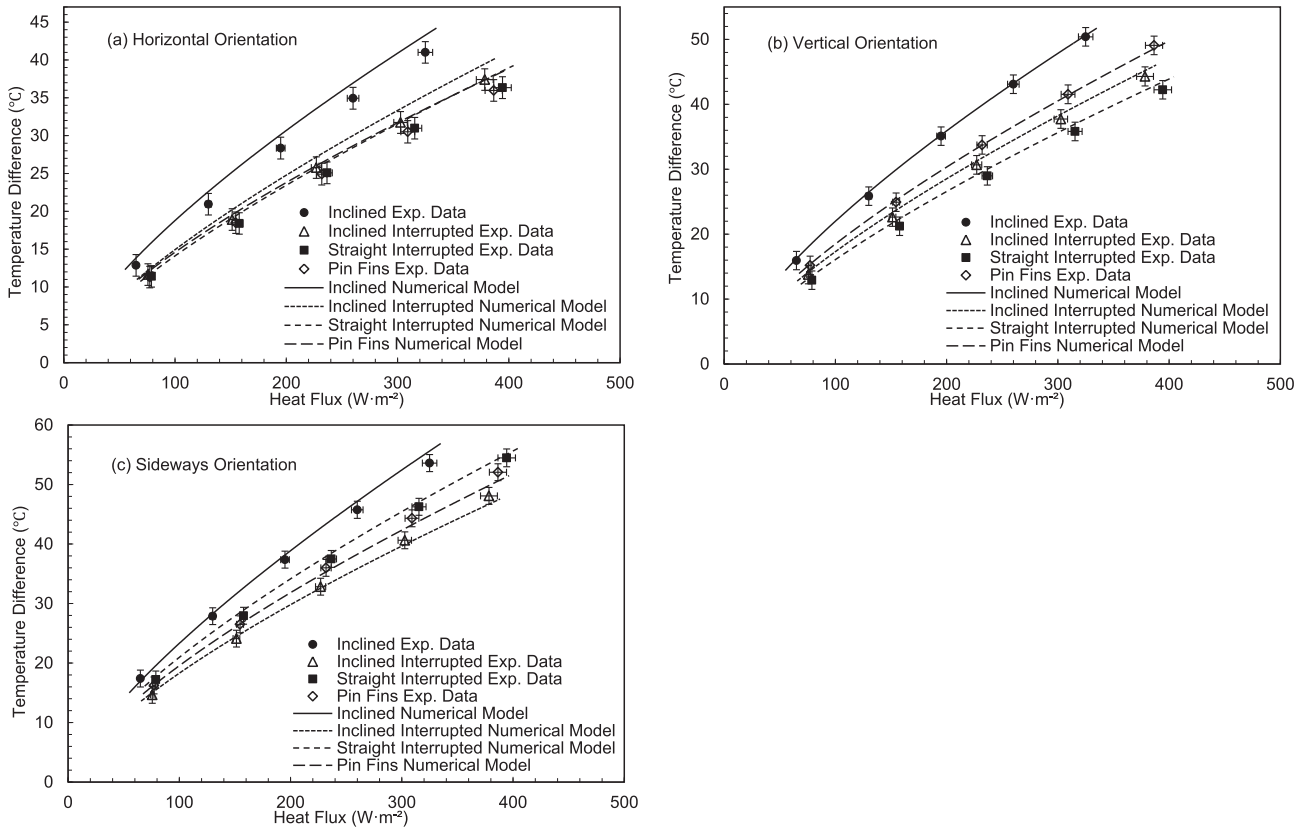 (a) Horizontal Orientation
Temperature Difference (°C)
45
40
35
30
25
20
15
10
5
0
Inclined Exp. Data
Inclined Interrupted Exp. Data
Straight Interrupted Exp. Data
Pin Fins Exp. Data
Inclined Numerical Model
Inclined Interrupted Numerical Model
Straight Interrupted Numerical Model
Pin Fins Numerical Model
0 100 200 300 400 500
Heat Flux (W·m⁻²)
(b) Vertical Orientation
Temperature Difference (°C)
50
40
30
20
10
0
Inclined Exp. Data
Inclined Interrupted Exp. Data
Straight Interrupted Exp. Data
Pin Fins Exp. Data
Inclined Numerical Model
Inclined Interrupted Numerical Model
Straight Interrupted Numerical Model
Pin Fins Numerical Model
0 100 200 300 400 500
Heat Flux (W·m⁻²)
(c) Sideways Orientation
Temperature Difference (°C)
60
50
40
30
20
10
0
Inclined Exp. Data
Inclined Interrupted Exp. Data
Straight Interrupted Exp. Data
Pin Fins Exp. Data
Inclined Numerical Model
Inclined Interrupted Numerical Model
Straight Interrupted Numerical Model
Pin Fins Numerical Model
0 100 200 300 400 500
Heat Flux (W·m⁻²)